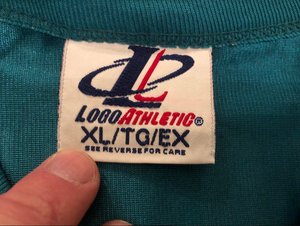 LOGO ATHLETIC®
XL/TG/EX
SEE REVERSE FOR CARE